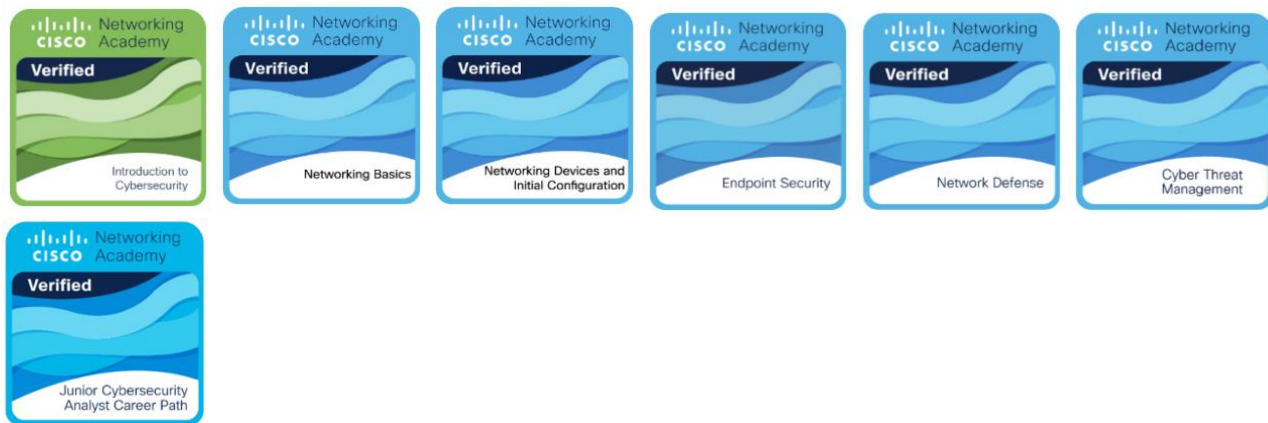 Networking
CISCO Academy
Verified
Introduction to
Cybersecurity
Networking
CISCO Academy
Verified
Networking Basics
Networking
CISCO Academy
Verified
Networking Devices and
Initial Configuration
Networking
CISCO Academy
Verified
Endpoint Security
Networking
CISCO Academy
Verified
Network Defense
Networking
CISCO Academy
Verified
Cyber Threat
Management
Networking
CISCO Academy
Verified
Junior Cybersecurity
Analyst Career Path